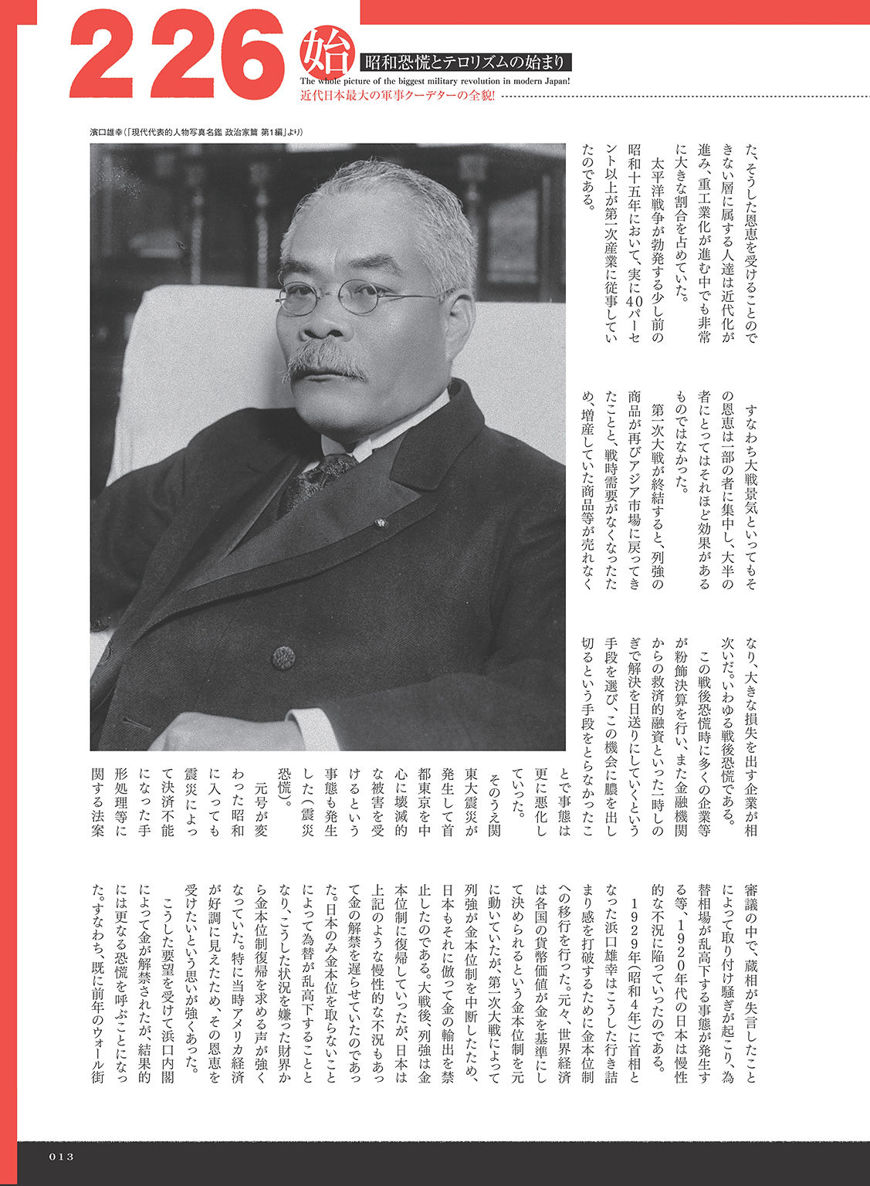 226
始
昭和恐慌とテロリズムの始まり
The whole picture of the biggest military revolution in modern Japan!
近代日本最大の軍事クーデターの全貌!
濱口雄幸(「現代代表的人物写真名鑑 政治家篇 第1編」より)
た、そうした恩恵を受けることので
きない層に属する人達は近代化が
進み、重工業化が進む中でも非常
に大きな割合を占めていた。
太平洋戦争が勃発する少し前の
昭和十五年において、実に40パーセ
ント以上が第一次産業に従事してい
たのである。
すなわち大戦景気といってもそ
の恩恵は一部の者に集中し、大半の
者にとってはそれほど効果がある
ものではなかった。
第一次大戦が終結すると、列強の
商品が再びアジア市場に戻ってき
たことと、戦時需要がなくなったた
め、増産していた商品等が売れなく
なり、大きな損失を出す企業が相
次いだ。いわゆる戦後恐慌である。
この戦後恐慌時に多くの企業等
が粉飾決算を行い、また金融機関
からの救済的融資といった一時しの
ぎで解決を日送りにしていくという
手段を選び、この機会に膿を出し
切るという手段をとらなかったこ
とで事態は
更に悪化し
ていった。
そのうえ関
東大震災が
発生して首
都東京を中
心に壊滅的
な被害を受
けるという
事態も発生
した(震災
恐慌)。
元号が変
わった昭和
に入っても
震災によっ
て決済不能
になった手
形処理等に
関する法案
審議の中で、蔵相が失言したこと
によって取り付け騒ぎが起こり、為
替相場が乱高下する事態が発生す
る等、1920年代の日本は慢性
的な不況に陥っていったのである。
1929年(昭和4年)に首相と
なった浜口雄幸はこうした行き詰
まり感を打破するために金本位制
への移行を行った。元々、世界経済
は各国の貨幣価値が金を基準にし
て決められるという金本位制を元
に動いていたが、第一次大戦によって
列強が金本位制を中断したため、
日本もそれに倣って金の輸出を禁
止したのである。大戦後、列強は金
本位制に復帰していったが、日本は
上記のような慢性的な不況もあっ
て金の解禁を遅らせていたのであっ
た。日本のみ金本位を取らないこと
によって為替が乱高下することと
なり、こうした状況を嫌った財界か
ら金本位制復帰を求める声が強く
なっていた。特に当時アメリカ経済
が好調に見えたため、その恩恵を
受けたいという思いが強くあった。
こうした要望を受けて浜口内閣
によって金が解禁されたが、結果的
には更なる恐慌を呼ぶことになっ
た。すなわち、既に前年のウォール街
013